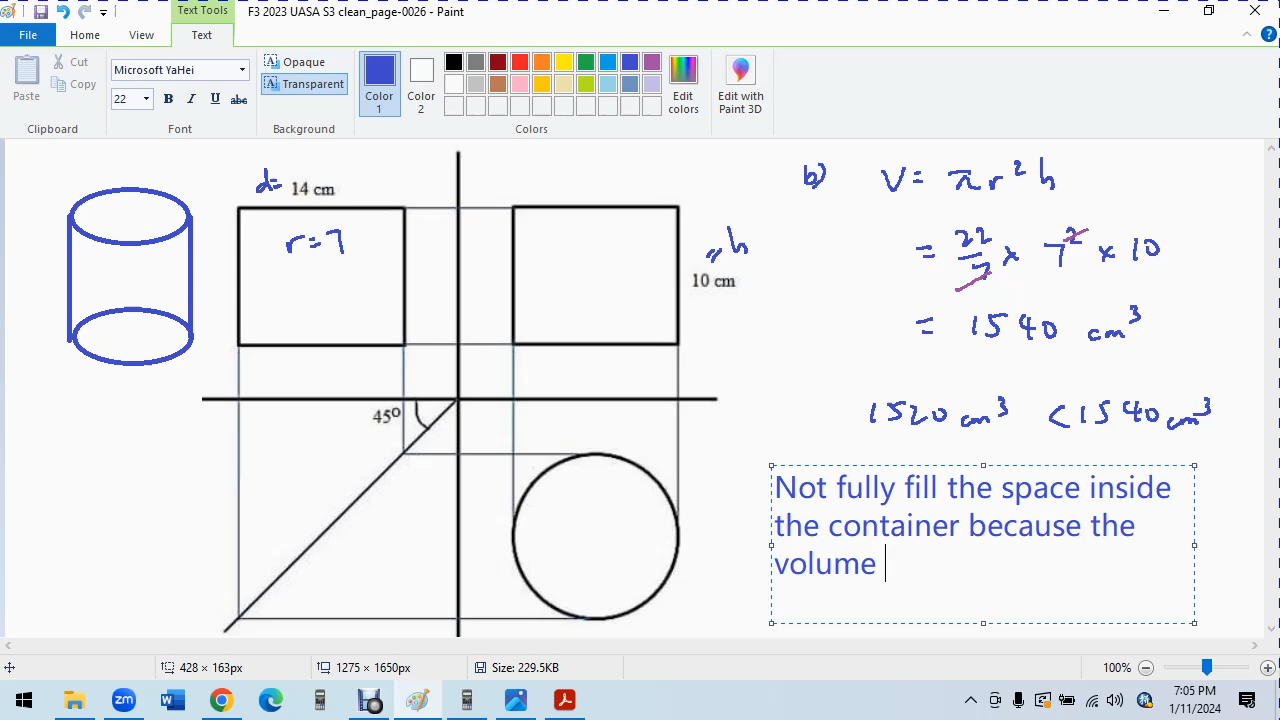 Text Tools
F3 2023 UASA S3 clean_page-0026 - Paint
File
Home
View
Text
Paste
Cut
Copy
Clipboard
Microsoft YaHei
22
B I U abc
Font
Opaque
Transparent
Background
Color 1
Color 2
Edit colors
Edit with Paint 3D
Colors
d= 14 cm
r=7
= h
10 cm
45°
b) V = πr²h
= 22/7 × 7² × 10
= 1540 cm³
1520 cm³ < 1540 cm³
Not fully fill the space inside
the container because the
volume
428 × 163px
1275 × 1650px
Size: 229.5KB
100%
zm
7:05 PM
1/11/2024